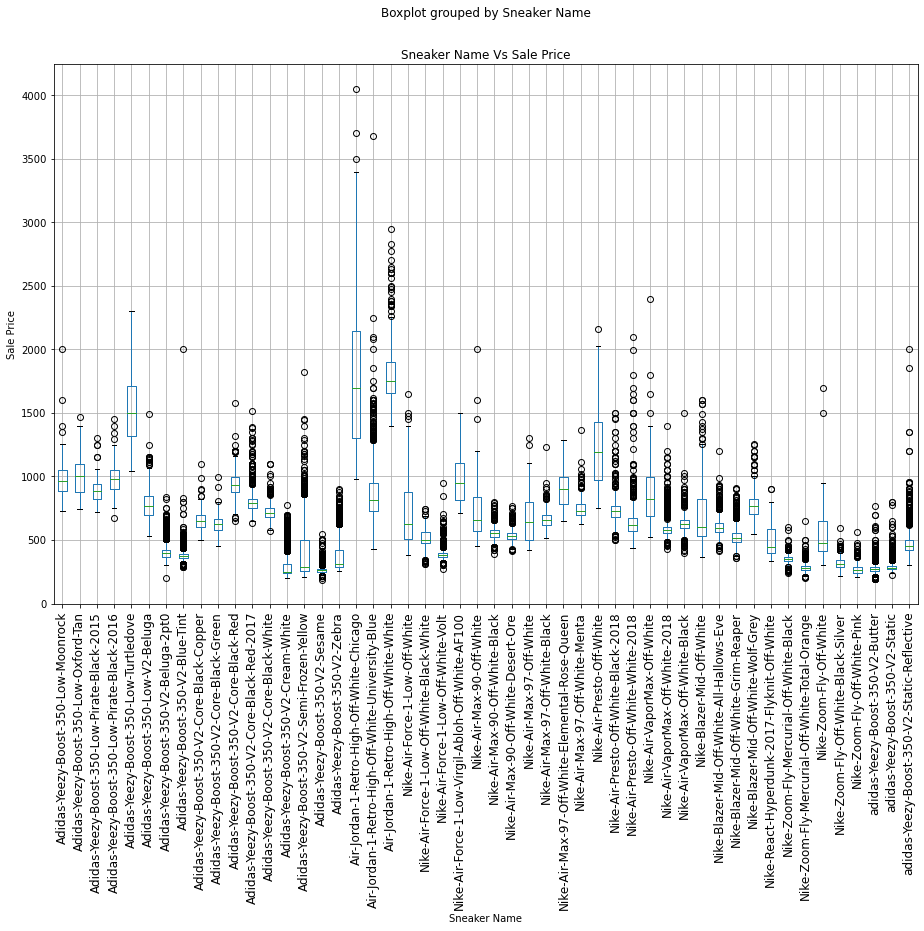 Boxplot grouped by Sneaker Name
Sneaker Name Vs Sale Price
Sale Price
4000
3500
3000
2500
2000
1500
1000
500
0
Adidas-Yeezy-Boost-350-Low-Moonrock
Adidas-Yeezy-Boost-350-Low-Oxford-Tan
Adidas-Yeezy-Boost-350-Low-Pirate-Black-2015
Adidas-Yeezy-Boost-350-Low-Pirate-Black-2016
Adidas-Yeezy-Boost-350-Low-Turtledove
Adidas-Yeezy-Boost-350-Low-V2-Beluga
Adidas-Yeezy-Boost-350-V2-Beluga-2pt0
Adidas-Yeezy-Boost-350-V2-Blue-Tint
Adidas-Yeezy-Boost-350-V2-Core-Black-Copper
Adidas-Yeezy-Boost-350-V2-Core-Black-Green
Adidas-Yeezy-Boost-350-V2-Core-Black-Red
Adidas-Yeezy-Boost-350-V2-Core-Black-Red-2017
Adidas-Yeezy-Boost-350-V2-Core-Black-White
Adidas-Yeezy-Boost-350-V2-Cream-White
Adidas-Yeezy-Boost-350-V2-Semi-Frozen-Yellow
Adidas-Yeezy-Boost-350-V2-Sesame
Adidas-Yeezy-Boost-350-V2-Zebra
Air-Jordan-1-Retro-High-Off-White-Chicago
Air-Jordan-1-Retro-High-Off-White-University-Blue
Air-Jordan-1-Retro-High-Off-White-White
Nike-Air-Force-1-Low-Off-White
Nike-Air-Force-1-Low-Off-White-Black-White
Nike-Air-Force-1-Low-Off-White-Volt
Nike-Air-Force-1-Low-Virgil-Abloh-Off-White-AF100
Nike-Air-Max-90-Off-White
Nike-Air-Max-90-Off-White-Black
Nike-Air-Max-90-Off-White-Desert-Ore
Nike-Air-Max-97-Off-White
Nike-Air-Max-97-Off-White-Black
Nike-Air-Max-97-Off-White-Elemental-Rose-Queen
Nike-Air-Max-97-Off-White-Menta
Nike-Air-Presto-Off-White
Nike-Air-Presto-Off-White-Black-2018
Nike-Air-Presto-Off-White-White-2018
Nike-Air-VaporMax-Off-White
Nike-Air-VaporMax-Off-White-2018
Nike-Air-VaporMax-Off-White-Black
Nike-Blazer-Mid-Off-White
Nike-Blazer-Mid-Off-White-All-Hallows-Eve
Nike-Blazer-Mid-Off-White-Grim-Reaper
Nike-Blazer-Mid-Off-White-Wolf-Grey
Nike-React-Hyperdunk-2017-Flyknit-Off-White
Nike-Zoom-Fly-Mercurial-Off-White-Black
Nike-Zoom-Fly-Mercurial-Off-White-Total-Orange
Nike-Zoom-Fly-Off-White
Nike-Zoom-Fly-Off-White-Black-Silver
Nike-Zoom-Fly-Off-White-Pink
adidas-Yeezy-Boost-350-V2-Butter
adidas-Yeezy-Boost-350-V2-Static
adidas-Yeezy-Boost-350-V2-Static-Reflective
Sneaker Name